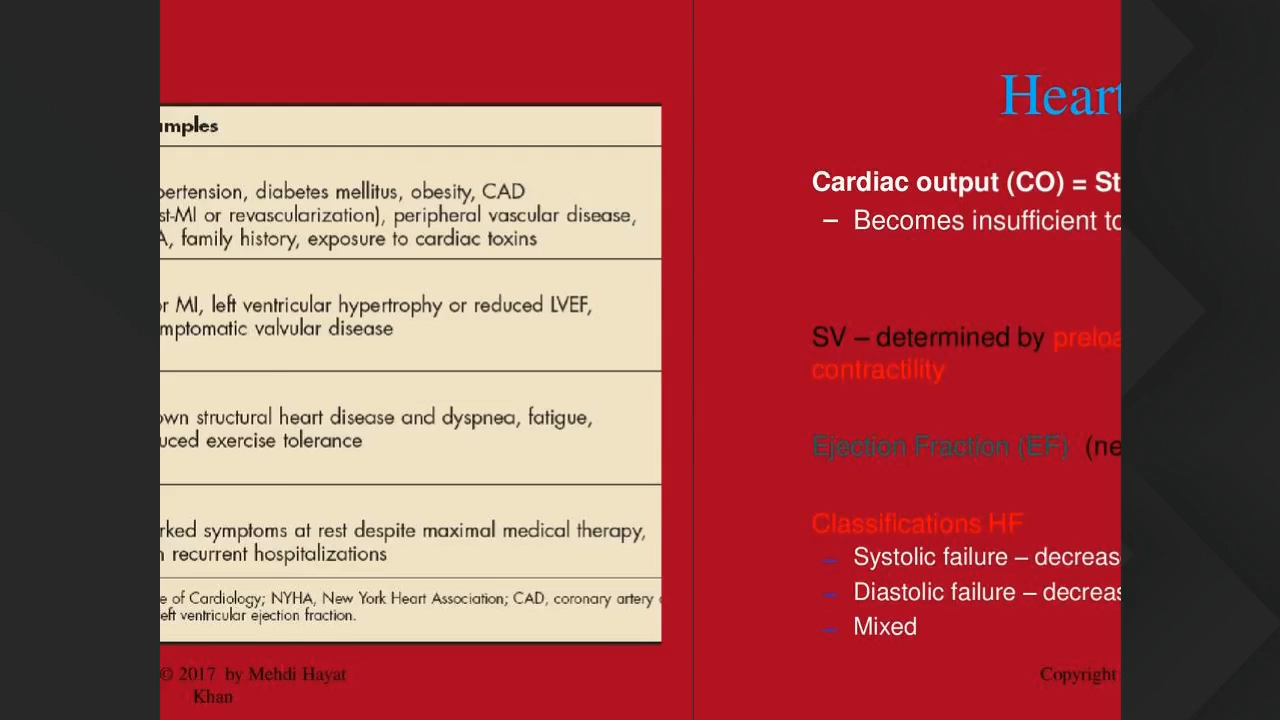 amples
pertension, diabetes mellitus, obesity, CAD
st-MI or revascularization), peripheral vascular disease,
A, family history, exposure to cardiac toxins
or MI, left ventricular hypertrophy or reduced LVEF,
mptomatic valvular disease
own structural heart disease and dyspnea, fatigue,
uced exercise tolerance
rked symptoms at rest despite maximal medical therapy,
h recurrent hospitalizations
e of Cardiology; NYHA, New York Heart Association; CAD, coronary artery
eft ventricular ejection fraction.
© 2017 by Mehdi Hayat
Khan
Heart
Cardiac output (CO) = St
– Becomes insufficient to
SV – determined by preloa
contractility
Ejection Fraction (EF) (ne
Classifications HF
– Systolic failure – decreas
– Diastolic failure – decreas
– Mixed
Copyright